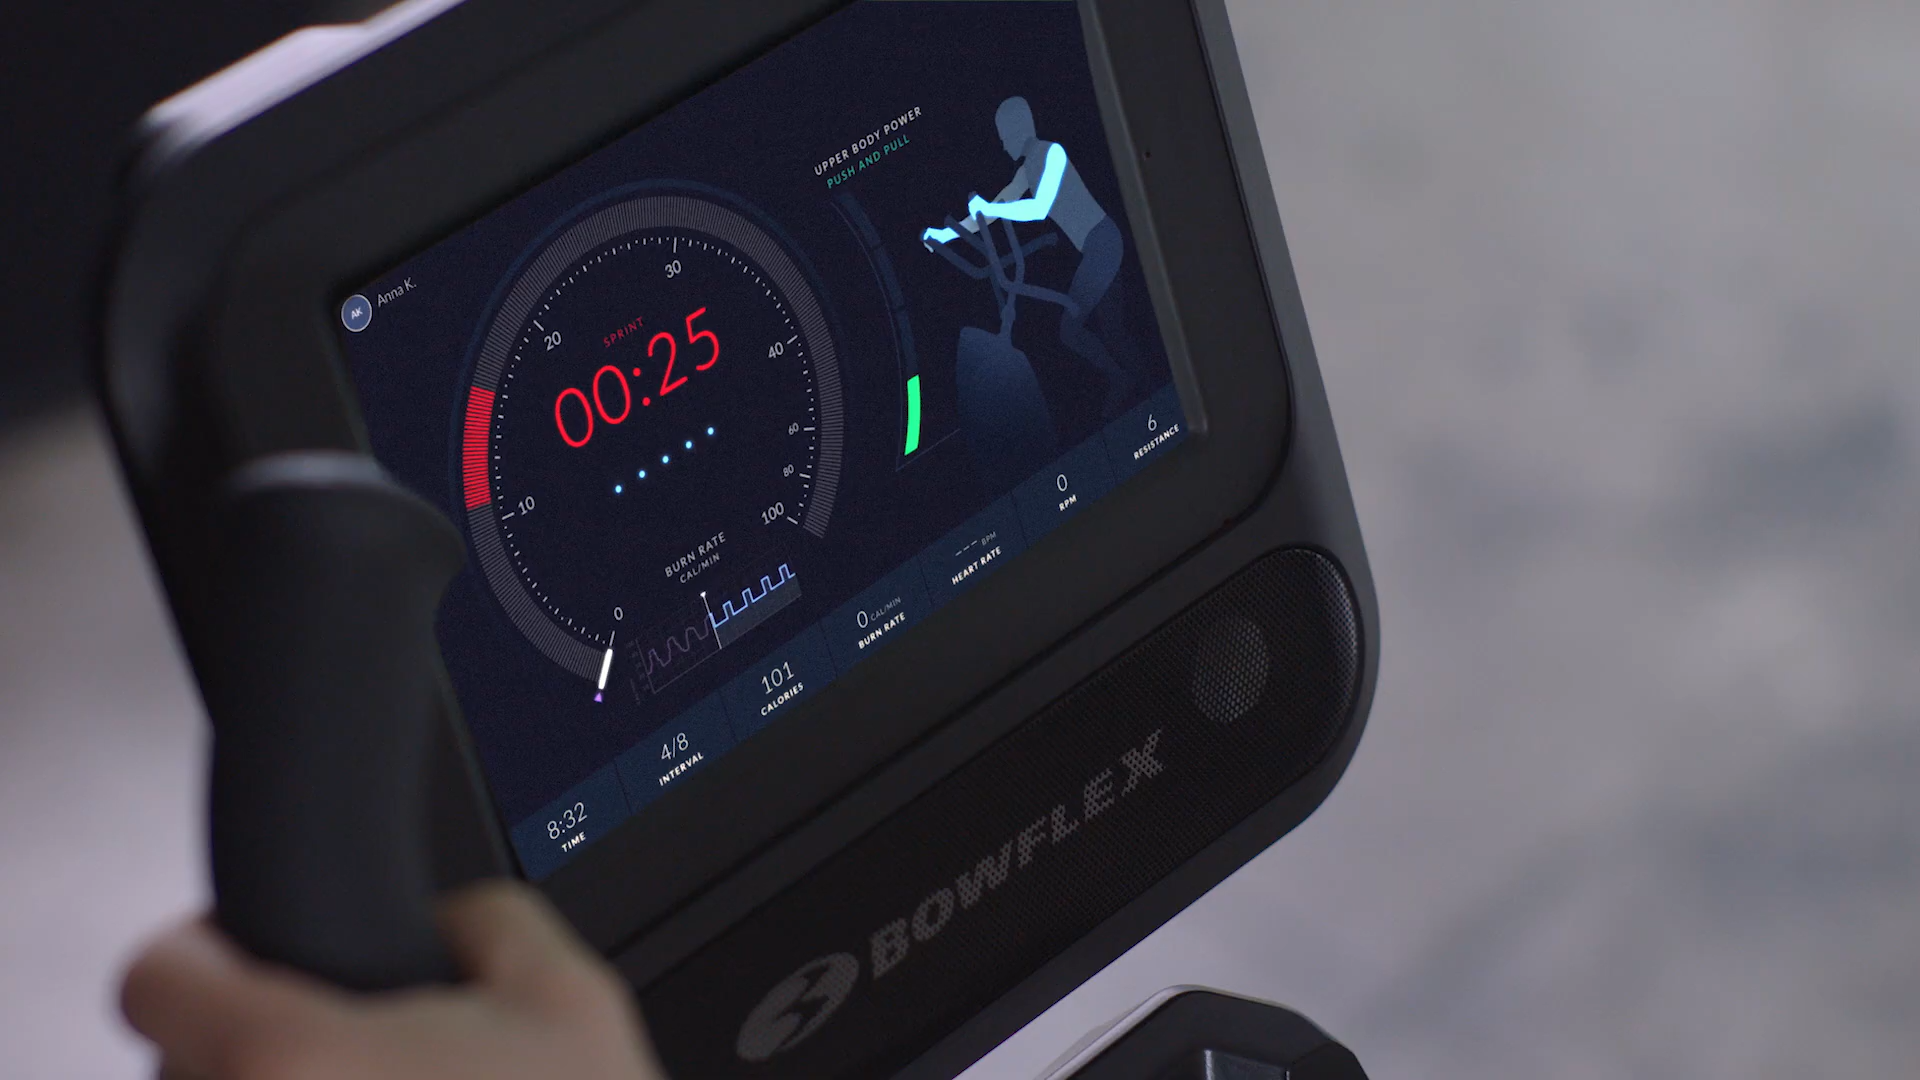 AK Anna K.
UPPER BODY POWER
PUSH AND PULL
SPRINT
00:25
0
10
20
30
40
60
80
100
BURN RATE
CAL/MIN
8:32
TIME
4/8
INTERVAL
101
CALORIES
0 CAL/MIN
BURN RATE
--- BPM
HEART RATE
0
RPM
6
RESISTANCE
BOWFLEX